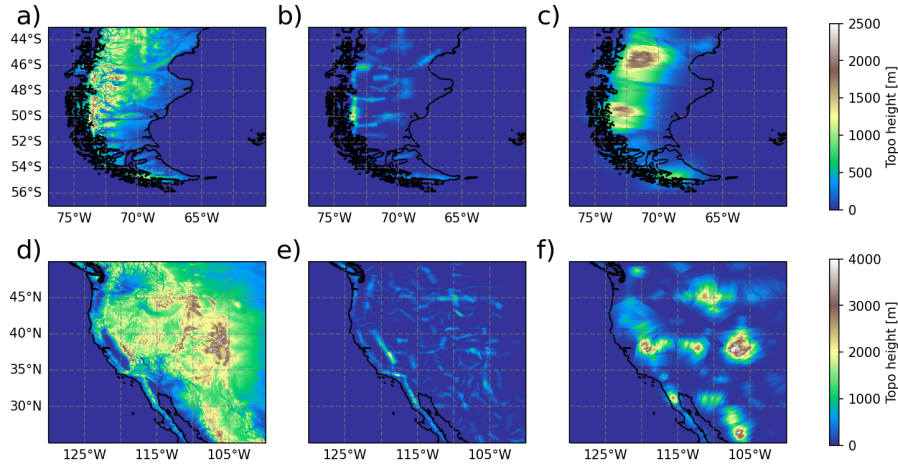 a)
b)
c)
44°S
46°S
48°S
50°S
52°S
54°S
56°S
75°W 70°W 65°W
75°W 70°W 65°W
75°W 70°W 65°W
2500
2000
1500
1000
500
0
Topo height [m]
d)
e)
f)
45°N
40°N
35°N
30°N
125°W 115°W 105°W
125°W 115°W 105°W
125°W 115°W 105°W
4000
3000
2000
1000
0
Topo height [m]